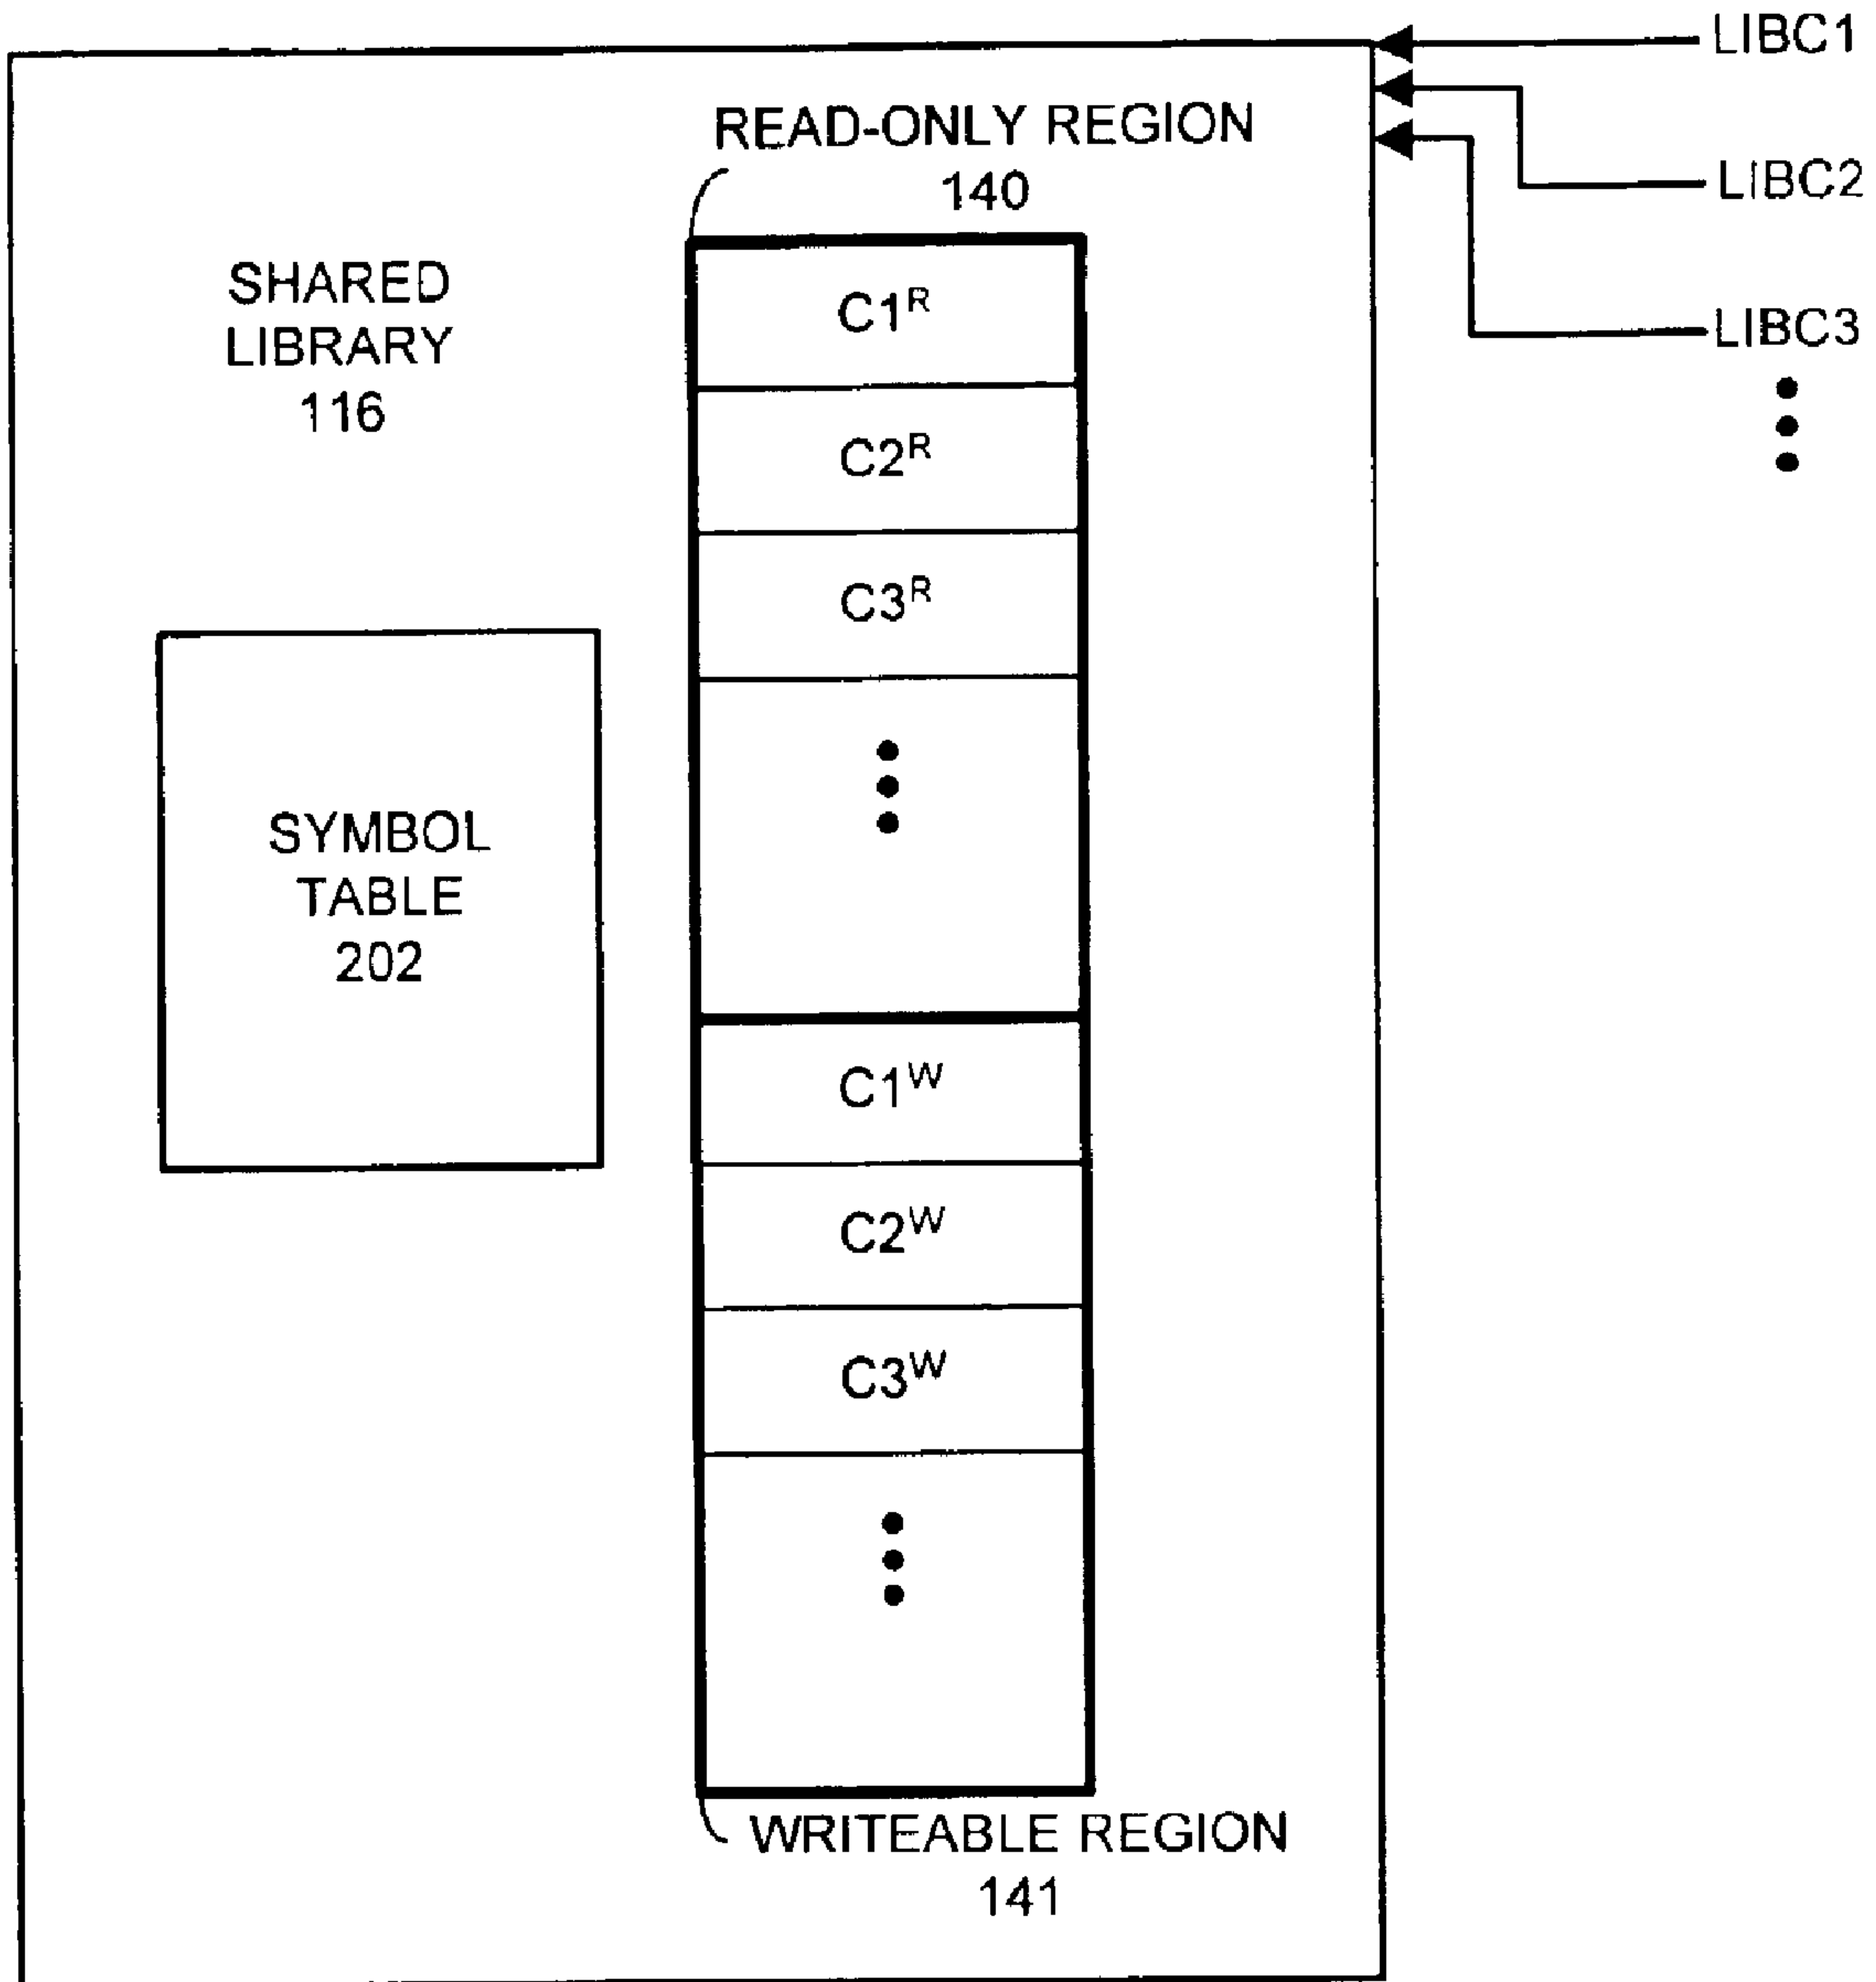 LIBC1
LIBC2
LIBC3
READ-ONLY REGION
140
SHARED
LIBRARY
116
C1ᴿ
C2ᴿ
C3ᴿ
SYMBOL
TABLE
202
C1ᵂ
C2ᵂ
C3ᵂ
WRITEABLE REGION
141